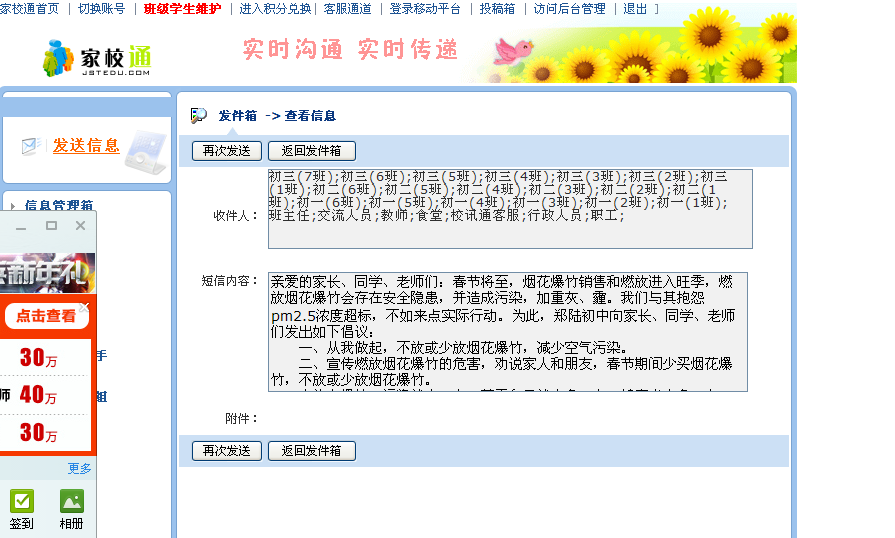 家校通首页 | 切换账号 | 班级学生维护 | 进入积分兑换| 客服通道 | 登录移动平台 | 投稿箱 | 访问后台管理 | 退出 ]
家校通
JSTEDU.COM
实时沟通 实时传递
发件箱 -> 查看信息
发送信息
再次发送 返回发件箱
信息管理箱
收件人：
初三(7班);初三(6班);初三(5班);初三(4班);初三(3班);初三(2班);初三
(1班);初二(6班);初二(5班);初二(4班);初二(3班);初二(2班);初二(1
班);初一(6班);初一(5班);初一(4班);初一(3班);初一(2班);初一(1班);
班主任;交流人员;教师;食堂;校讯通客服;行政人员;职工;
新年礼
点击查看
30万
手
师 40万
30万
更多
签到 相册
短信内容：
亲爱的家长、同学、老师们：春节将至，烟花爆竹销售和燃放进入旺季，燃
放烟花爆竹会存在安全隐患，并造成污染，加重灰、霾。我们与其抱怨
pm2.5浓度超标，不如来点实际行动。为此，郑陆初中向家长、同学、老师
们发出如下倡议：
一、从我做起，不放或少放烟花爆竹，减少空气污染。
二、宣传燃放烟花爆竹的危害，劝说家人和朋友，春节期间少买烟花爆
竹，不放或少放烟花爆竹。
附件：
再次发送 返回发件箱